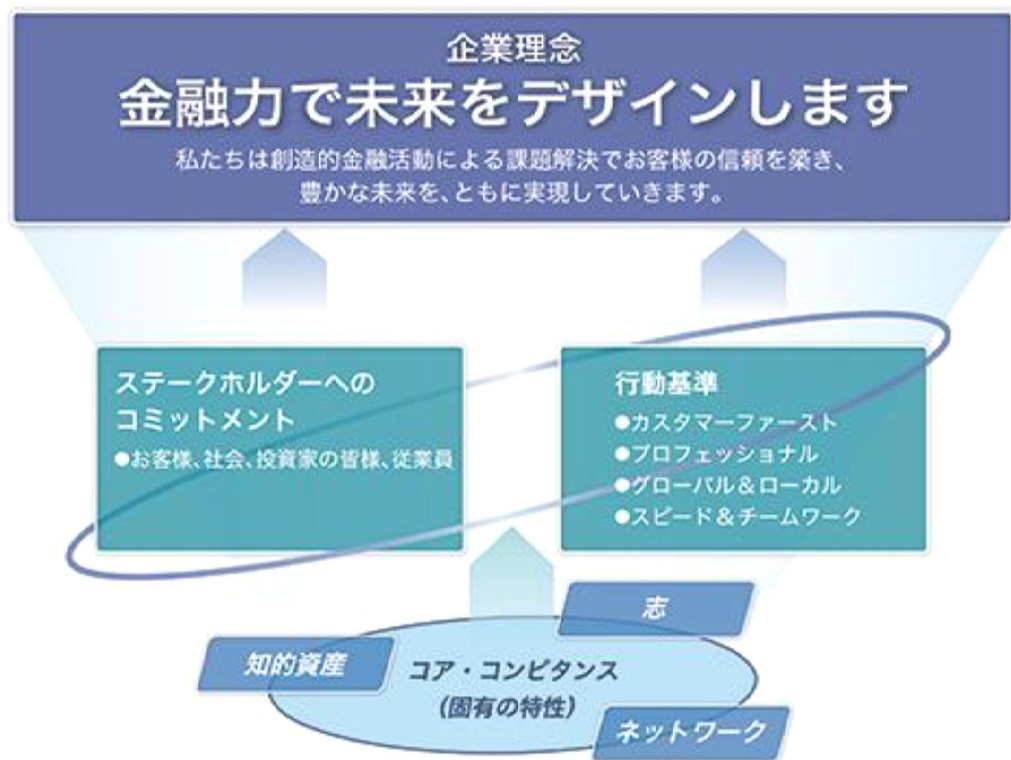 企業理念
金融力で未来をデザインします
私たちは創造的金融活動による課題解決でお客様の信頼を築き、
豊かな未来を、ともに実現していきます。
ステークホルダーへの
コミットメント
●お客様、社会、投資家の皆様、従業員
行動基準
●カスタマーファースト
●プロフェッショナル
●グローバル＆ローカル
●スピード＆チームワーク
志
知的資産
コア・コンピタンス
（固有の特性）
ネットワーク